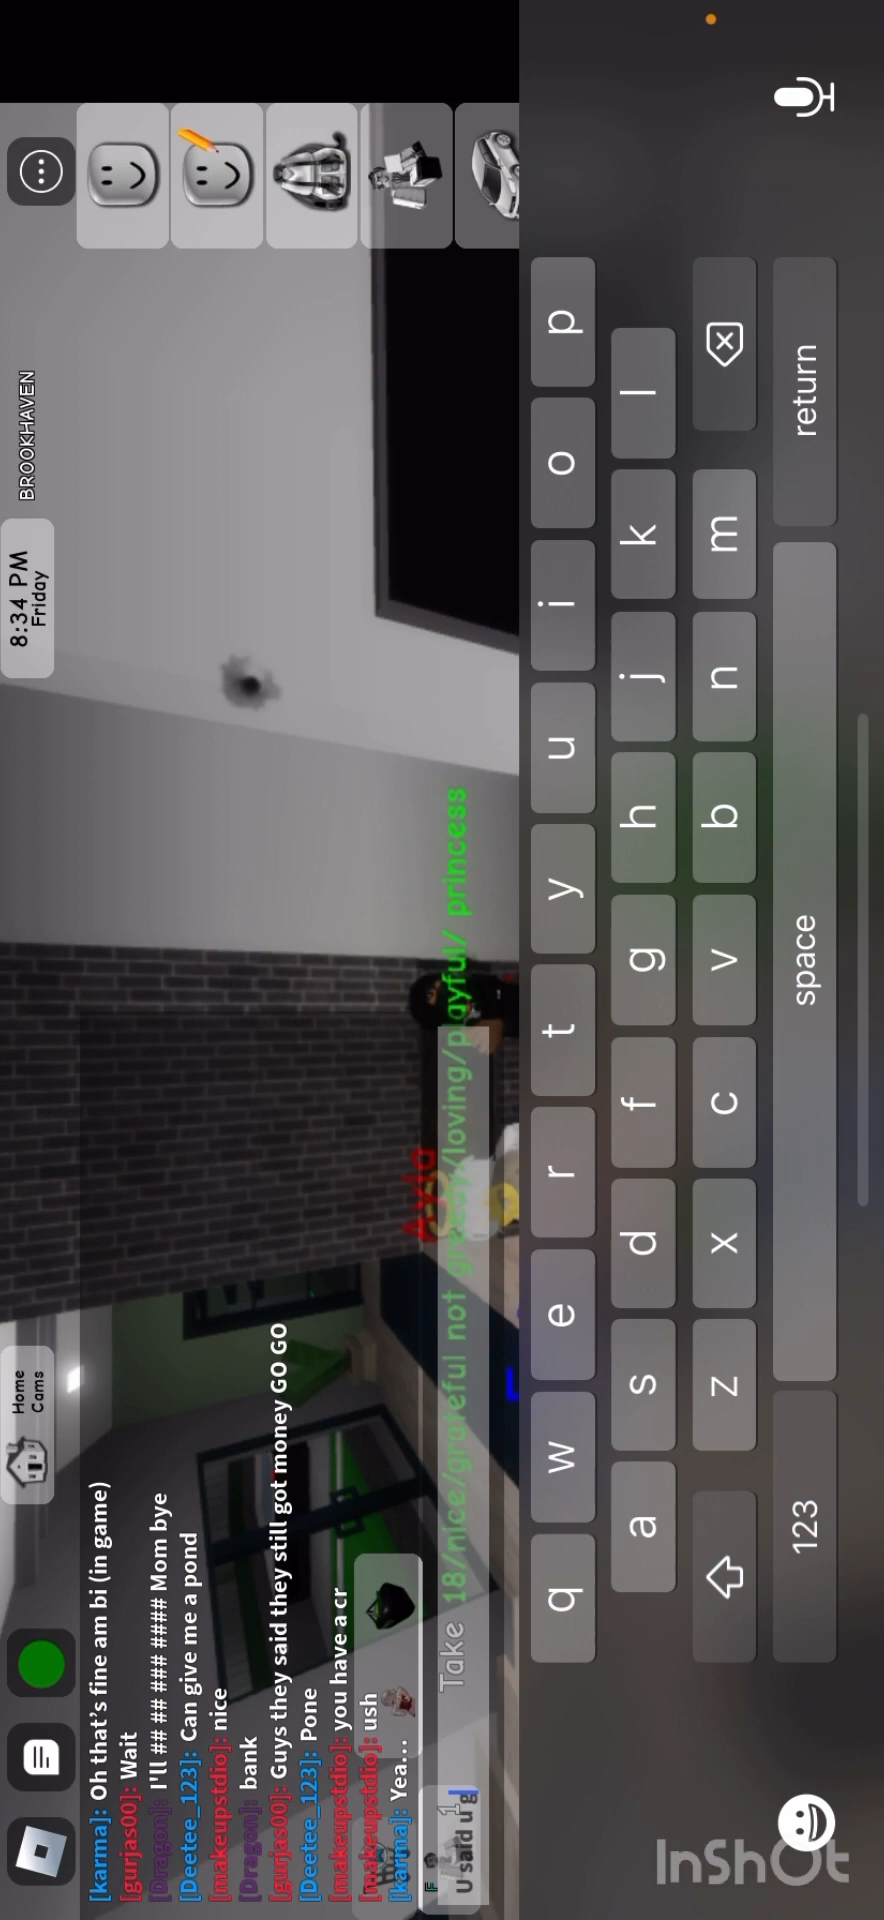 Home
Cams
8:34 PM
Friday
BROOKHAVEN
[karma]: Oh that's fine am bi (in game)
[gurjas00]: Wait
[Dragon]: I'll ## ## ### #### Mom bye
[Deetee_123]: Can give me a pond
[makeupstdio]: nice
[Dragon]: bank
[gurjas00]: Guys they said they still got money GO GO
[Deetee_123]: Pone
[makeupstdio]: you have a cr
[makeupstdio]: ush
[karma]: Yea...
Ayla
Take
18/nice/grateful not greedy/loving/playful/ princess
1
U said u g
q w e r t y u i o p
a s d f g h j k l
z x c v b n m
123 space return
InShOt